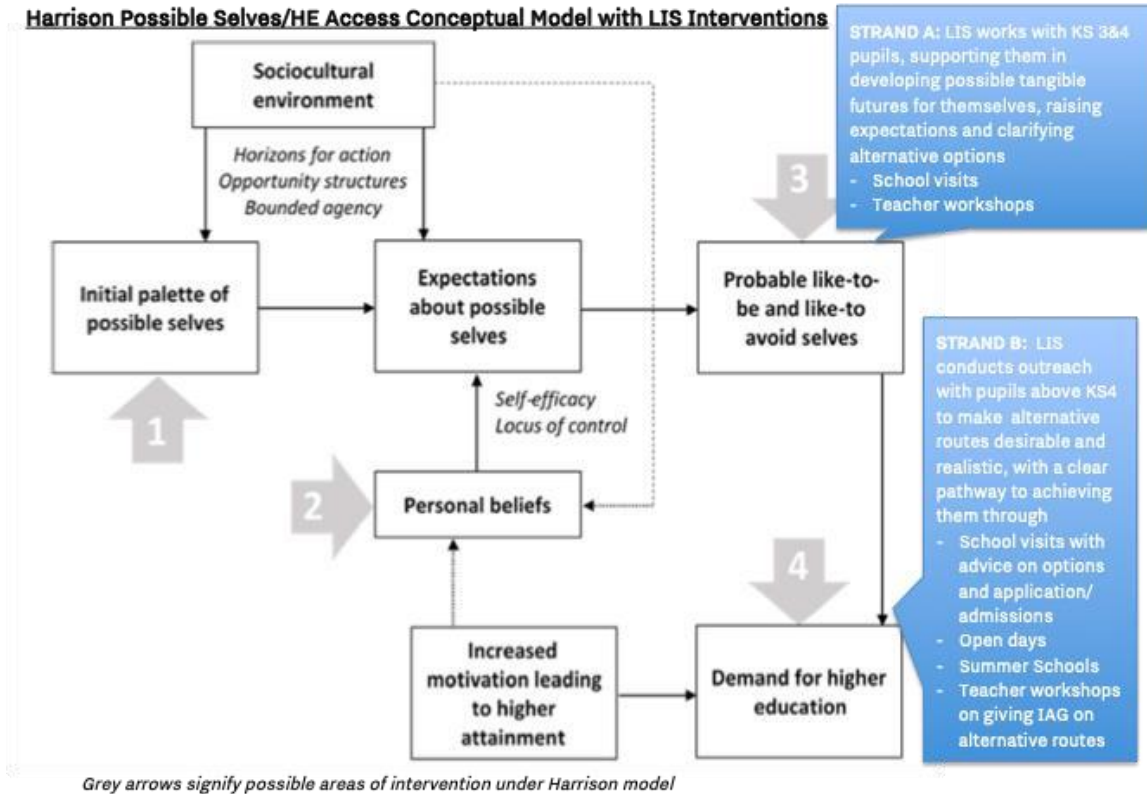 Harrison Possible Selves/HE Access Conceptual Model with LIS Interventions
Sociocultural
environment
Horizons for action
Opportunity structures
Bounded agency
STRAND A: LIS works with KS 3&4
pupils, supporting them in
developing possible tangible
futures for themselves, raising
expectations and clarifying
alternative options
- School visits
- Teacher workshops
3
Initial palette of
possible selves
Expectations
about possible
selves
Probable like-to-
be and like-to
avoid selves
1
Self-efficacy
Locus of control
2
Personal beliefs
STRAND B: LIS
conducts outreach
with pupils above KS4
to make alternative
routes desirable and
realistic, with a clear
pathway to achieving
them through
- School visits with
advice on options
and application/
admissions
- Open days
- Summer Schools
- Teacher workshops
on giving IAG on
alternative routes
4
Increased
motivation leading
to higher
attainment
Demand for higher
education
Grey arrows signify possible areas of intervention under Harrison model